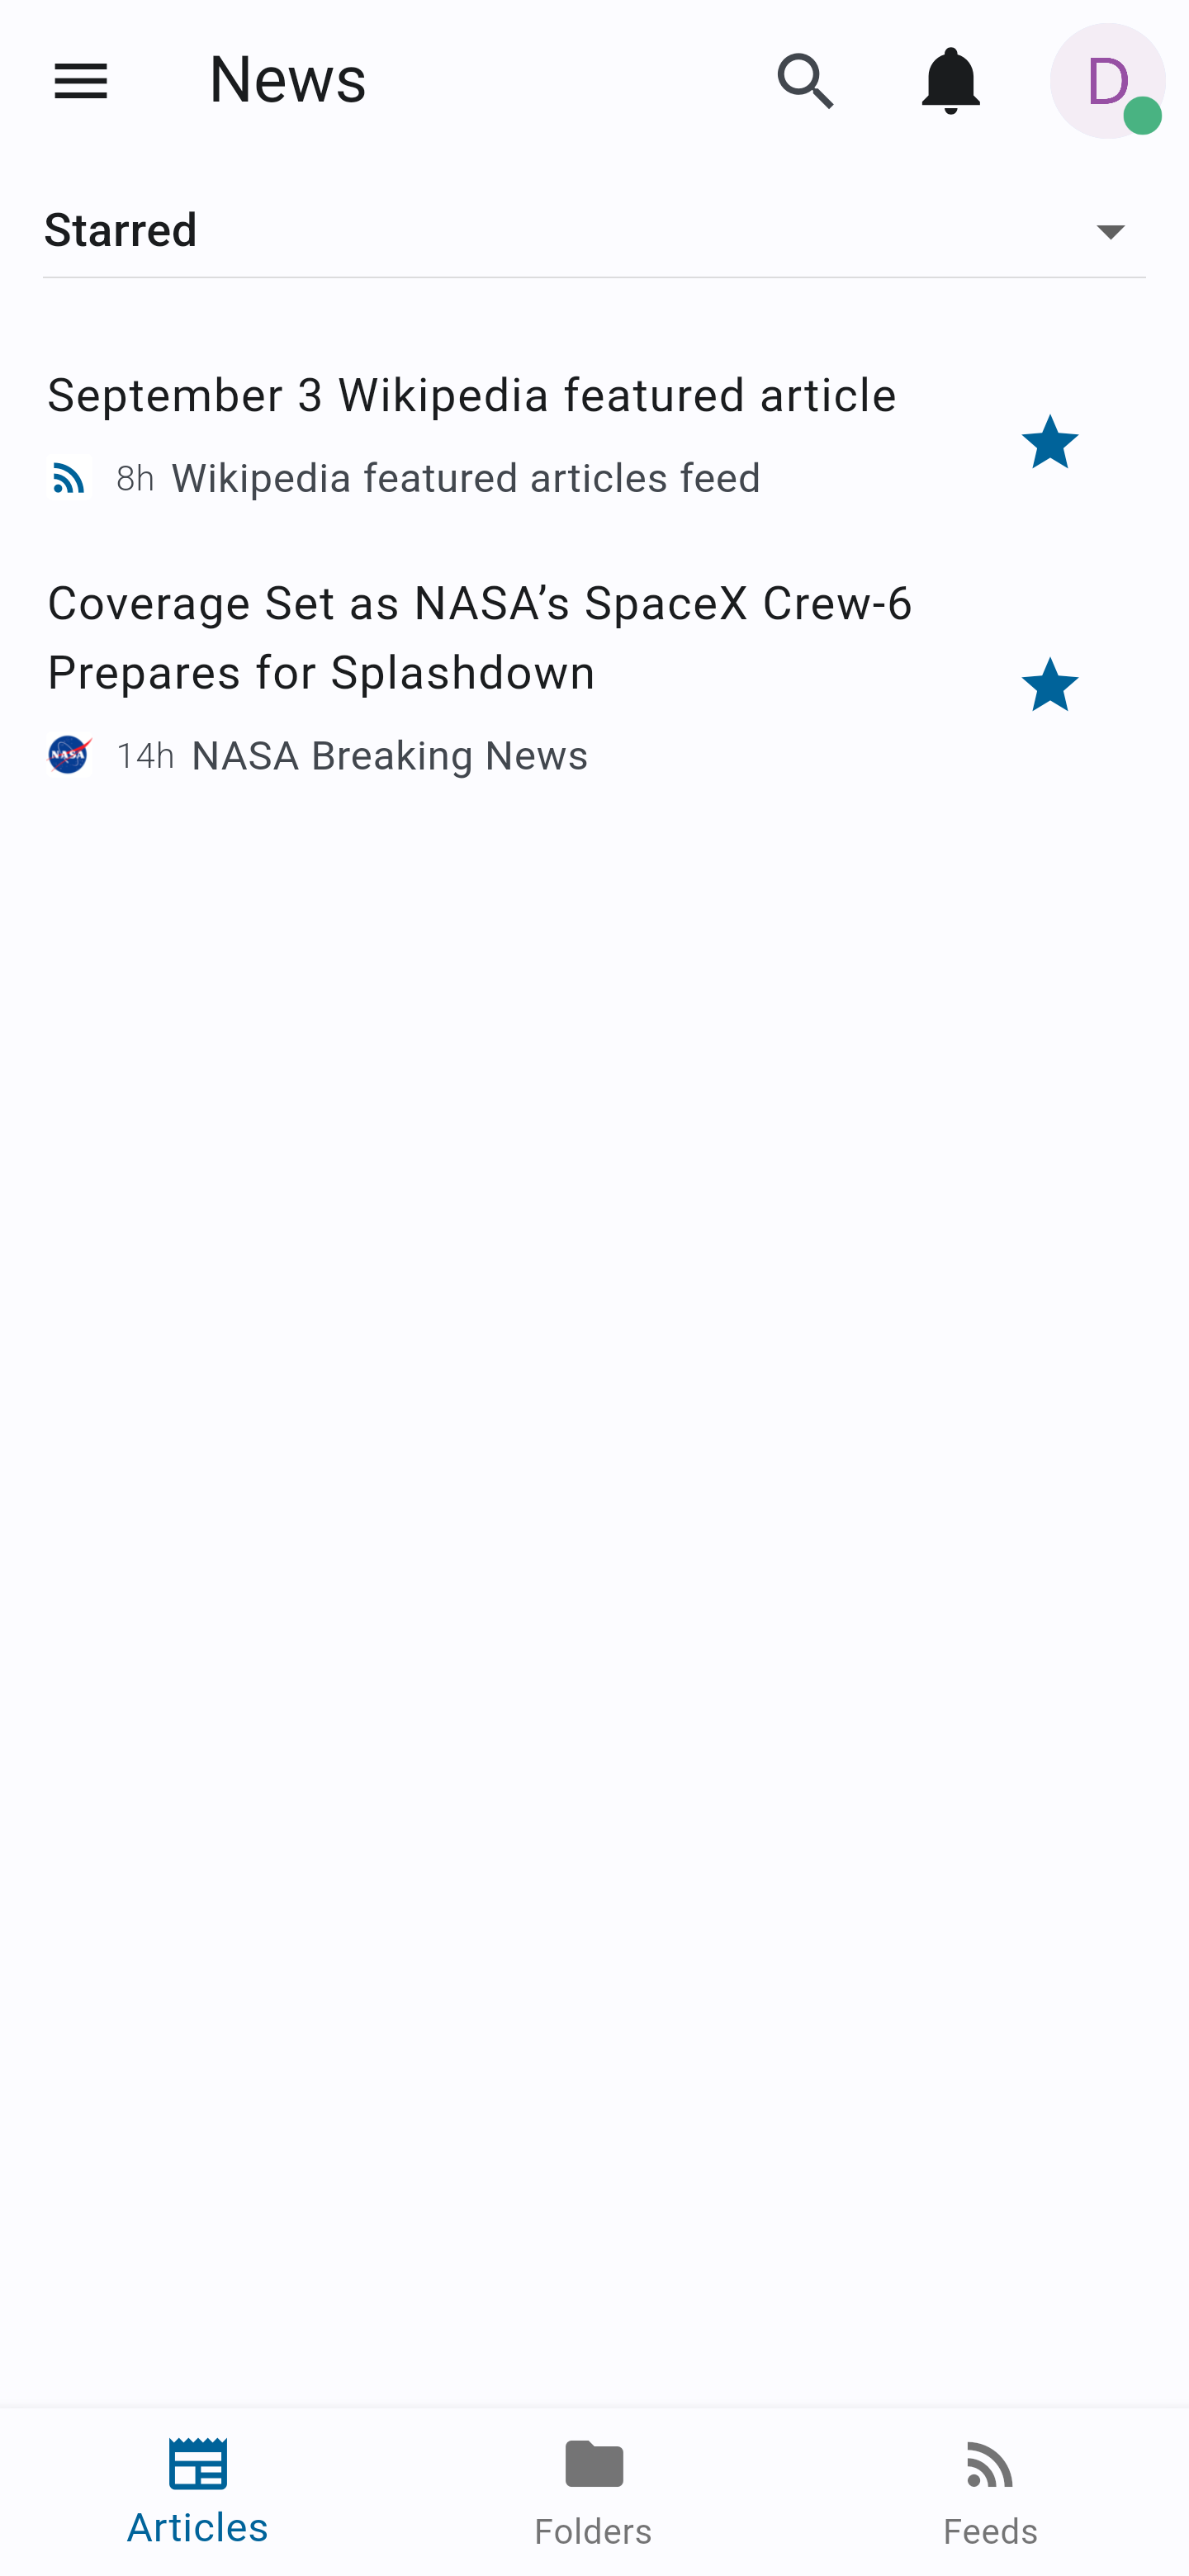 News
D
Starred
September 3 Wikipedia featured article
8h Wikipedia featured articles feed
Coverage Set as NASA’s SpaceX Crew-6
Prepares for Splashdown
NASA 14h NASA Breaking News
Articles Folders Feeds